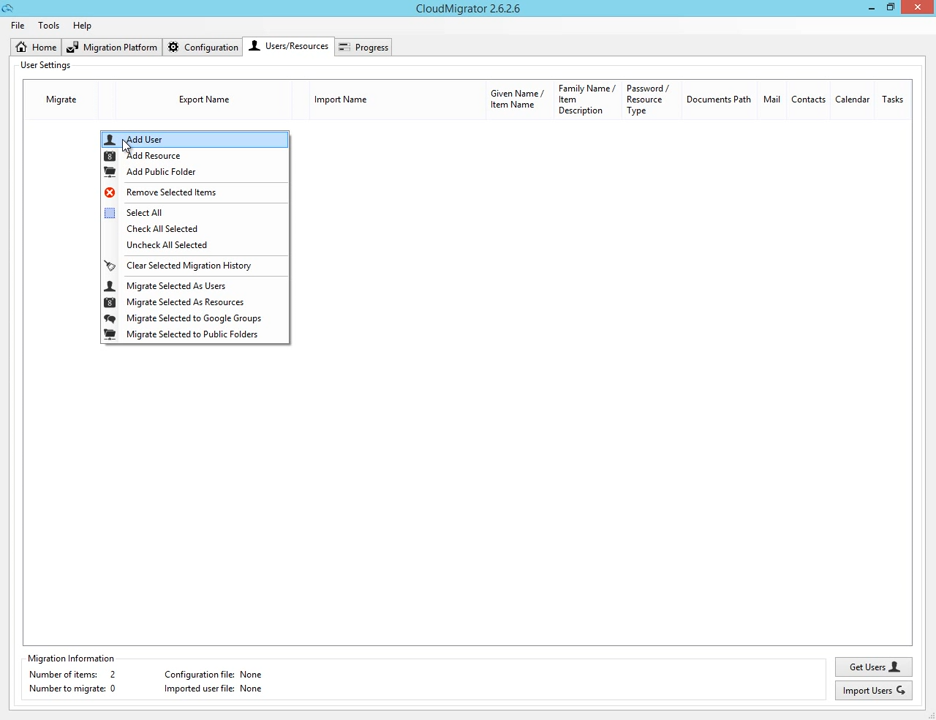 CloudMigrator 2.6.2.6
File Tools Help
Home Migration Platform Configuration Users/Resources Progress
User Settings
Migrate Export Name Import Name Given Name / Item Name Family Name / Item Description Password / Resource Type Documents Path Mail Contacts Calendar Tasks
Add User
Add Resource
Add Public Folder
Remove Selected Items
Select All
Check All Selected
Uncheck All Selected
Clear Selected Migration History
Migrate Selected As Users
Migrate Selected As Resources
Migrate Selected to Google Groups
Migrate Selected to Public Folders
Migration Information
Number of items: 2 Configuration file: None
Number to migrate: 0 Imported user file: None
Get Users
Import Users